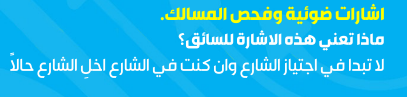 اشارات ضوئية وفحص المسالك.
ماذا تعني هذه الاشارة للسائق؟
لا تبدا في اجتياز الشارع وان كنت في الشارع اخلِ الشارع حالاً